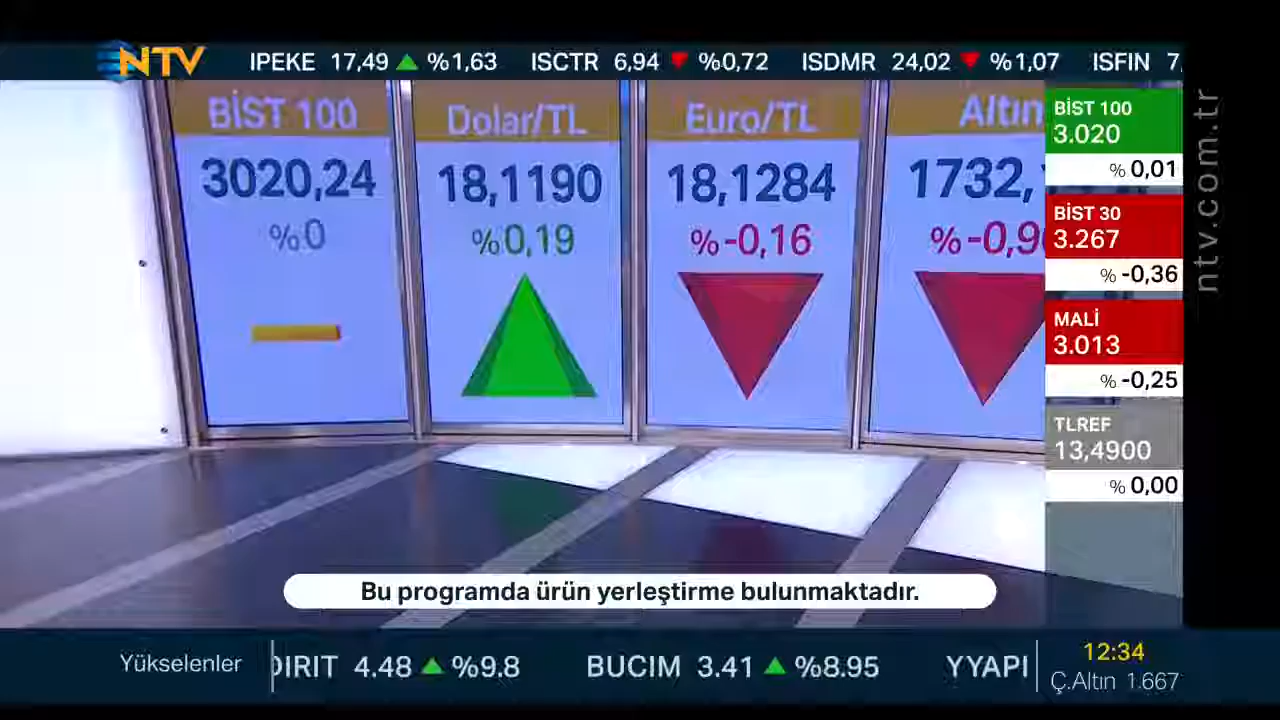 NTV IPEKE 17,49 %1,63 ISCTR 6,94 %0,72 ISDMR 24,02 %1,07 ISFIN 7,
BİST 100
3020,24
%0
Dolar/TL
18,1190
%0,19
Euro/TL
18,1284
%-0,16
Altın
1732,
%-0,9
BİST 100
3.020
% 0,01
BİST 30
3.267
% -0,36
MALİ
3.013
% -0,25
TLREF
13,4900
% 0,00
ntv.com.tr
Bu programda ürün yerleştirme bulunmaktadır.
Yükselenler DIRIT 4.48 %9.8 BUCIM 3.41 %8.95 YYAPI
12:34
Ç.Altın 1.667